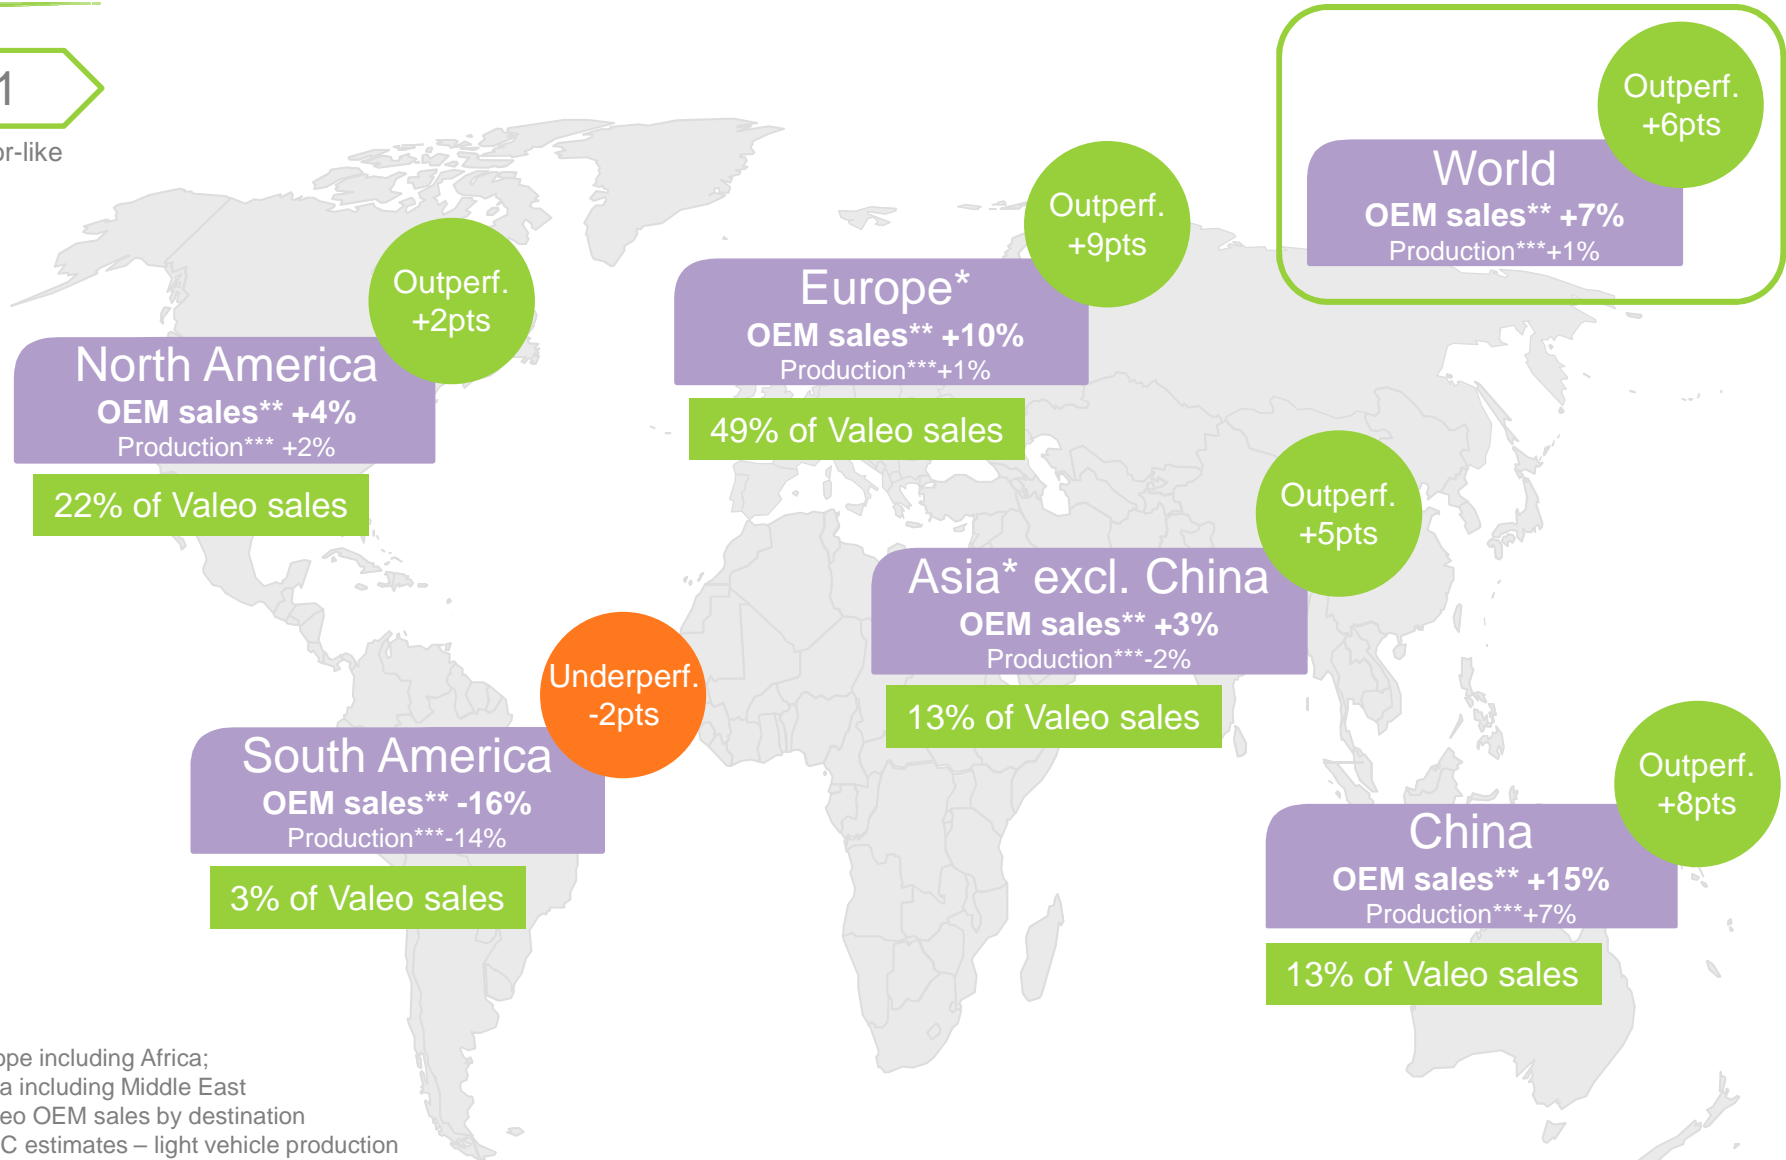 1
or-like
Outperf.
+6pts
World
OEM sales** +7%
Production***+1%
Outperf.
+9pts
Europe*
OEM sales** +10%
Production***+1%
49% of Valeo sales
Outperf.
+2pts
North America
OEM sales** +4%
Production*** +2%
22% of Valeo sales
Outperf.
+5pts
Asia* excl. China
OEM sales** +3%
Production***-2%
13% of Valeo sales
Underperf.
-2pts
South America
OEM sales** -16%
Production***-14%
3% of Valeo sales
Outperf.
+8pts
China
OEM sales** +15%
Production***+7%
13% of Valeo sales
ope including Africa;
a including Middle East
eo OEM sales by destination
C estimates – light vehicle production